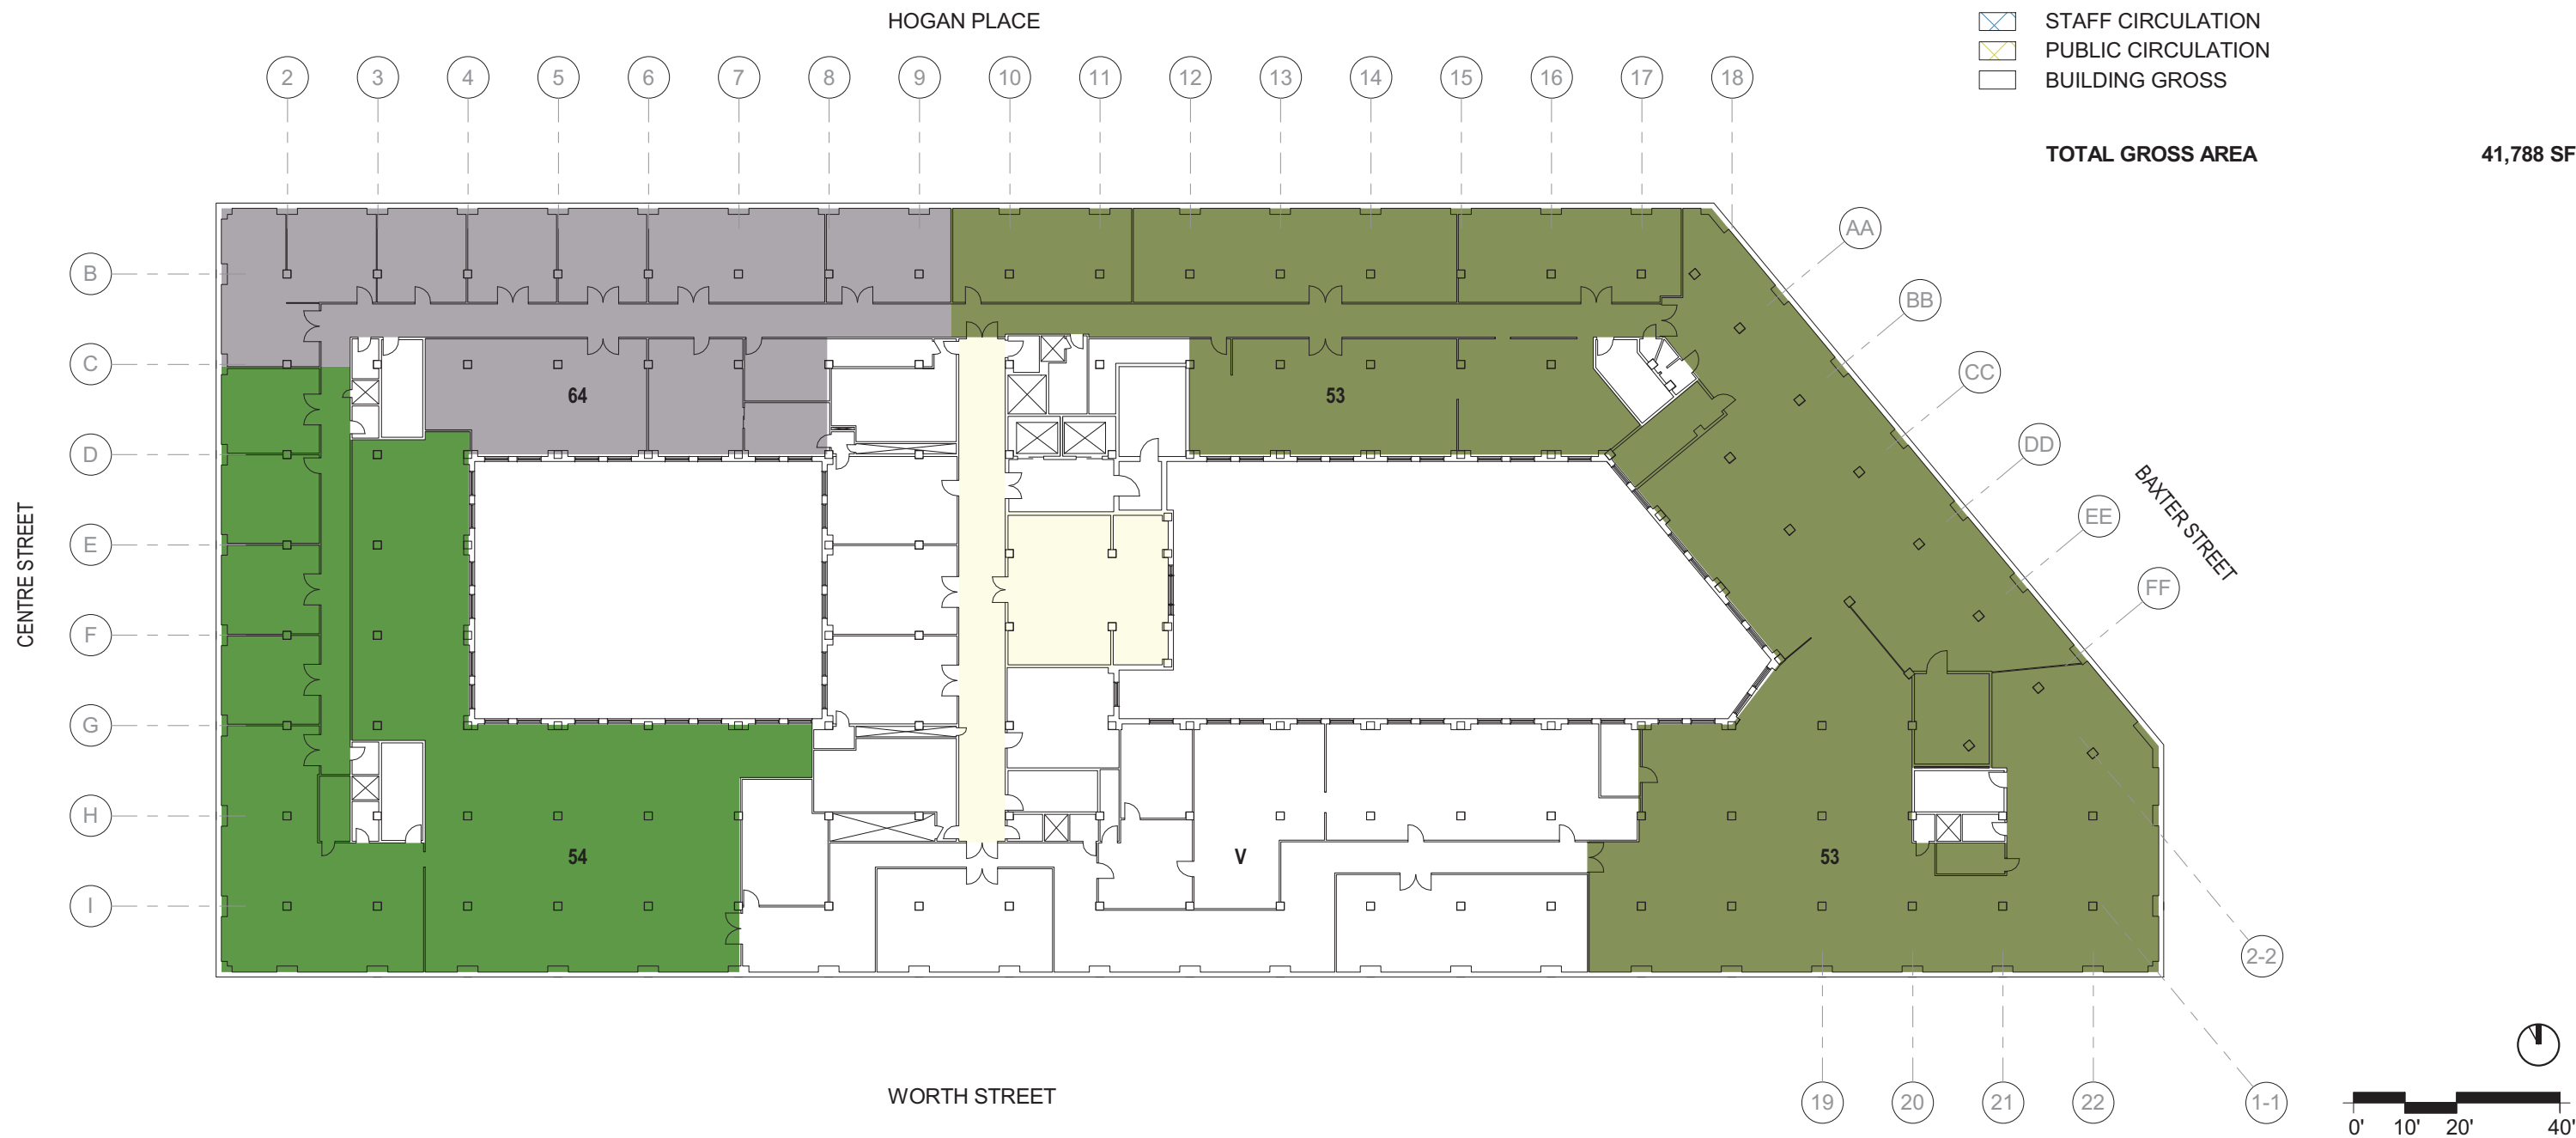 HOGAN PLACE
STAFF CIRCULATION
PUBLIC CIRCULATION
BUILDING GROSS
TOTAL GROSS AREA 41,788 SF
2 3 4 5 6 7 8 9 10 11 12 13 14 15 16 17 18
AA
BB
CC
DD
EE
FF
BAXTER STREET
B
C
D
E
F
G
H
I
CENTRE STREET
64
53
54
V
53
2-2
1-1
19 20 21 22
WORTH STREET
0' 10' 20' 40'